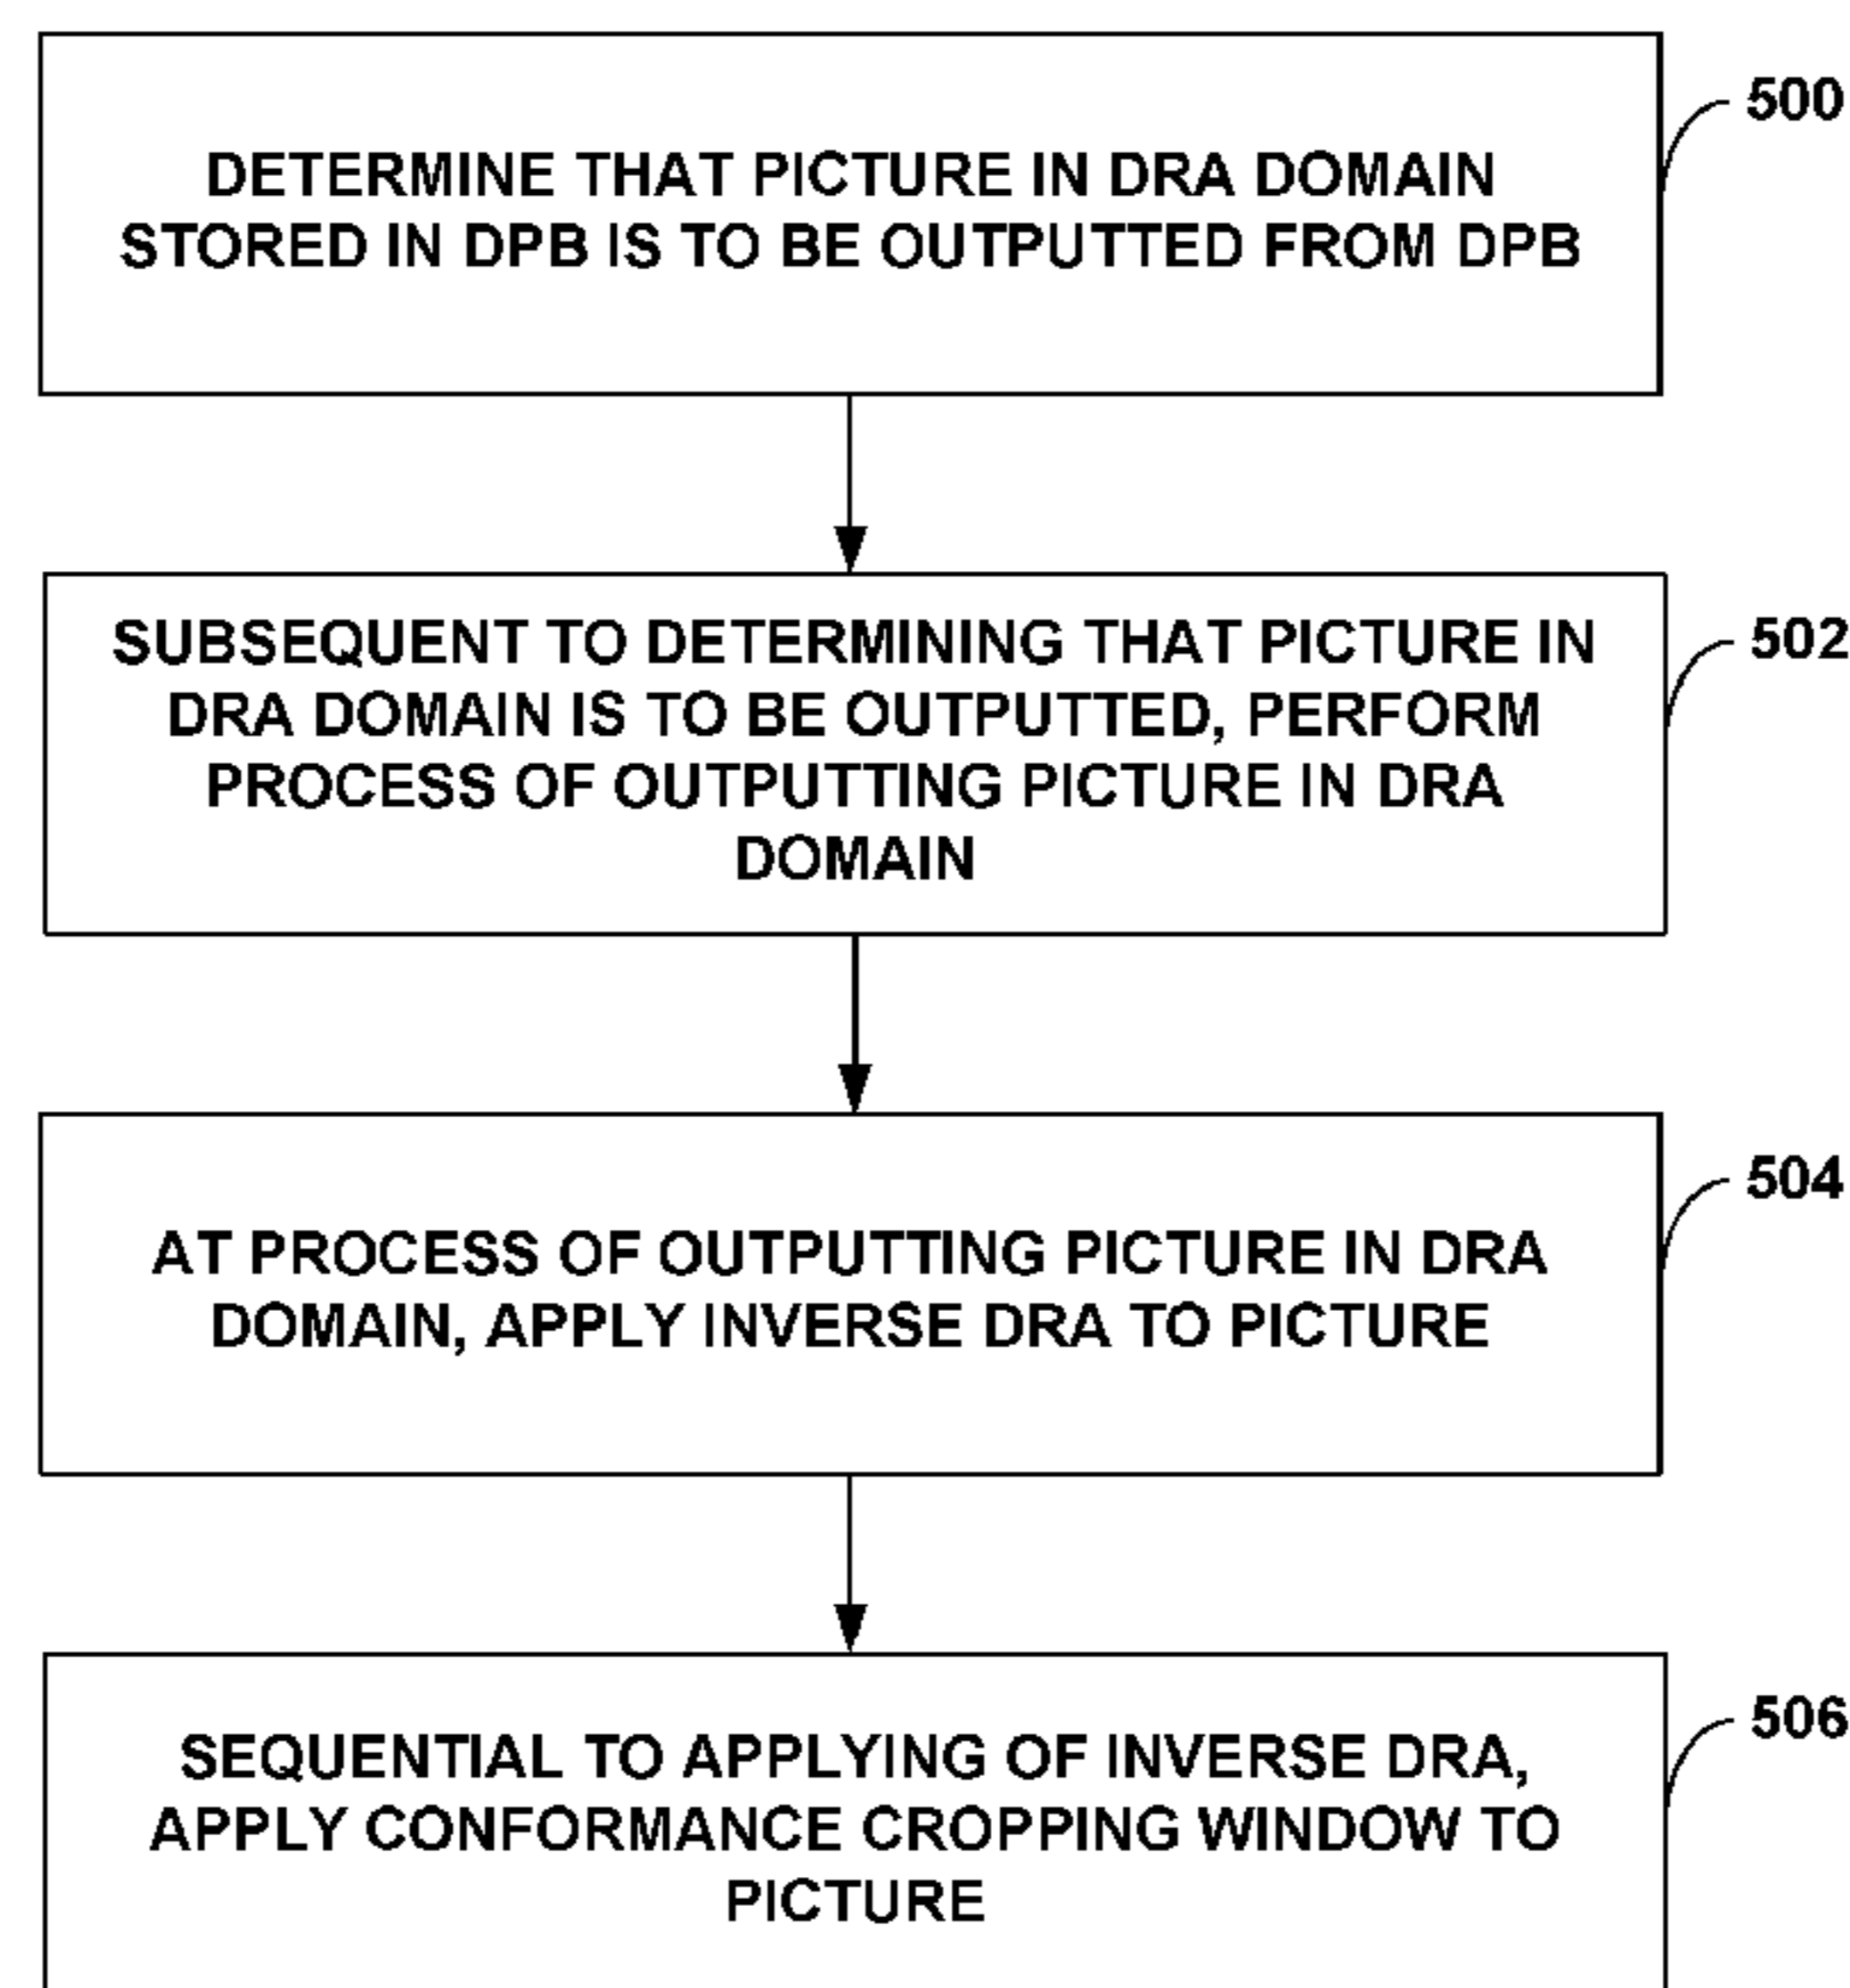 500
DETERMINE THAT PICTURE IN DRA DOMAIN
STORED IN DPB IS TO BE OUTPUTTED FROM DPB
502
SUBSEQUENT TO DETERMINING THAT PICTURE IN
DRA DOMAIN IS TO BE OUTPUTTED, PERFORM
PROCESS OF OUTPUTTING PICTURE IN DRA
DOMAIN
504
AT PROCESS OF OUTPUTTING PICTURE IN DRA
DOMAIN, APPLY INVERSE DRA TO PICTURE
506
SEQUENTIAL TO APPLYING OF INVERSE DRA,
APPLY CONFORMANCE CROPPING WINDOW TO
PICTURE